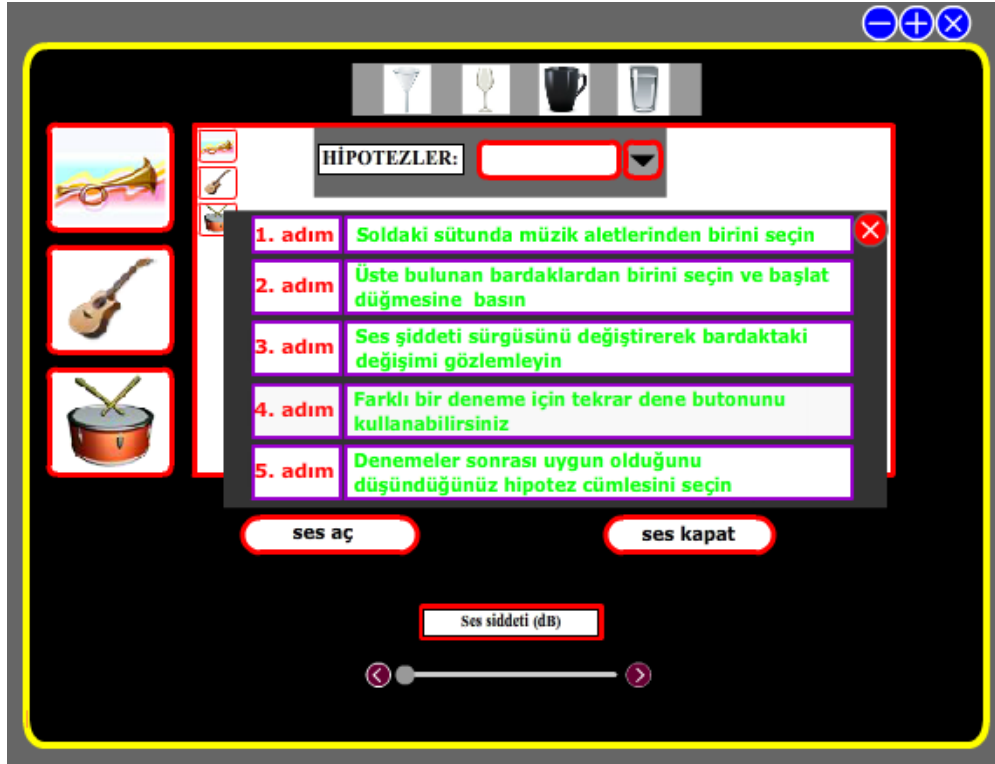 HİPOTEZLER:
1. adım Soldaki sütunda müzik aletlerinden birini seçin
2. adım Üste bulunan bardaklardan birini seçin ve başlat
düğmesine basın
3. adım Ses şiddeti sürgüsünü değiştirerek bardaktaki
değişimi gözlemleyin
4. adım Farklı bir deneme için tekrar dene butonunu
kullanabilirsiniz
5. adım Denemeler sonrası uygun olduğunu
düşündüğünüz hipotez cümlesini seçin
ses aç ses kapat
Ses siddeti (dB)